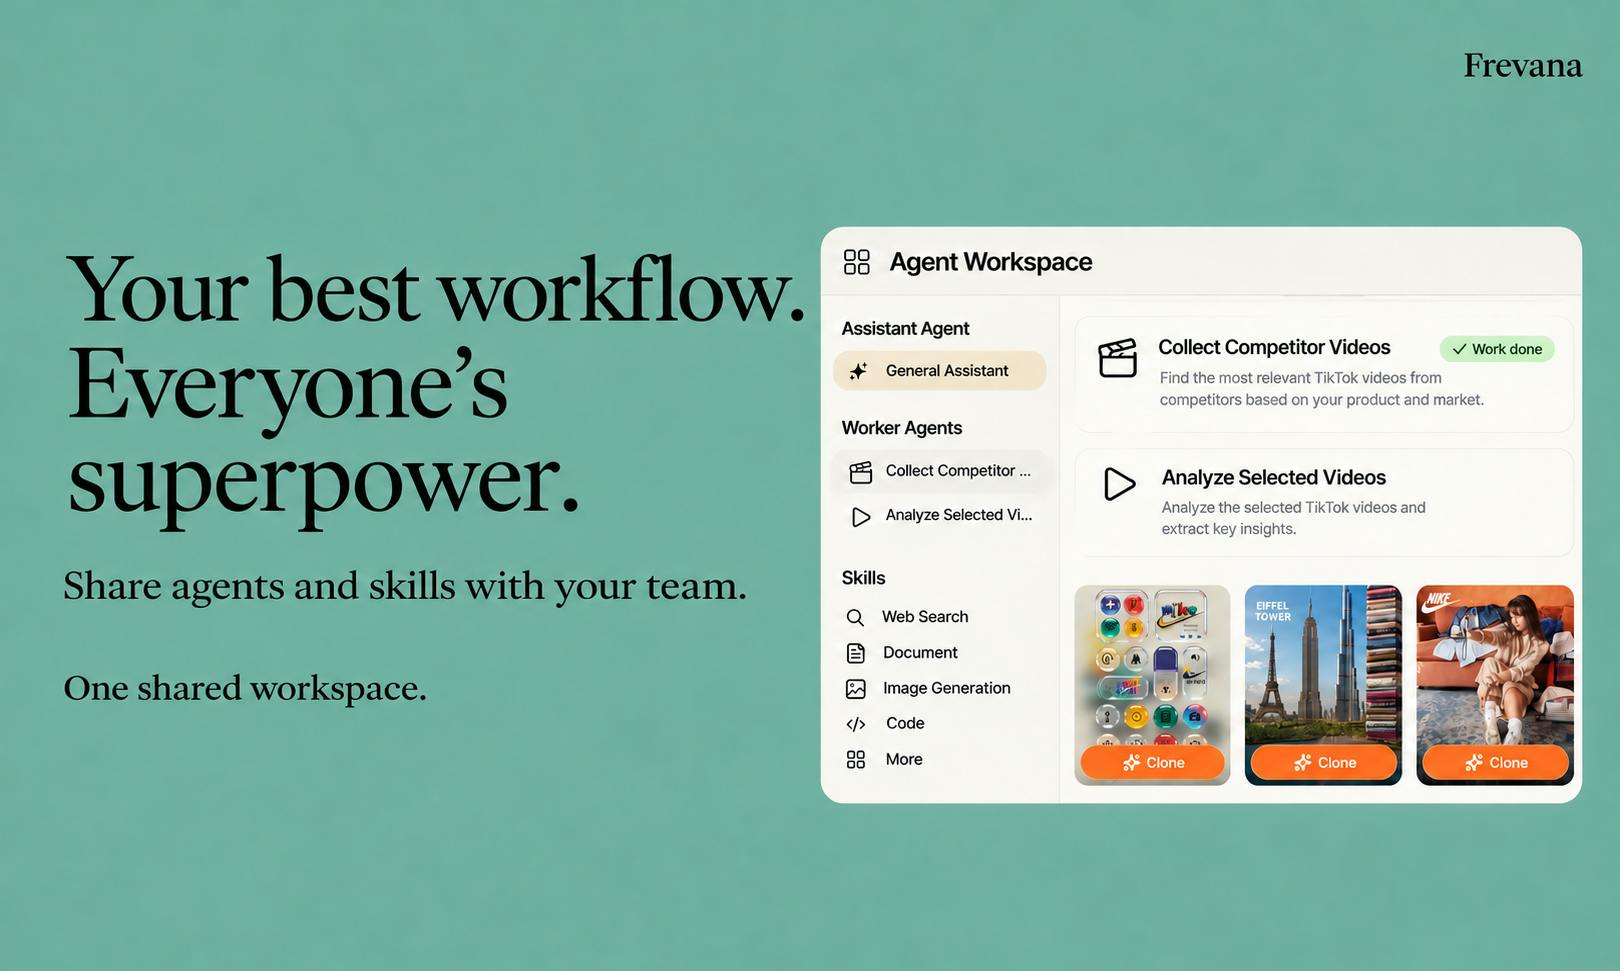 Frevana
Your best workflow.
Everyone’s
superpower.
Share agents and skills with your team.
One shared workspace.
Agent Workspace
Assistant Agent
General Assistant
Worker Agents
Collect Competitor ...
Analyze Selected Vi...
Skills
Web Search
Document
Image Generation
Code
More
Collect Competitor Videos
Work done
Find the most relevant TikTok videos from
competitors based on your product and market.
Analyze Selected Videos
Analyze the selected TikTok videos and
extract key insights.
Clone
EIFFEL
TOWER
Clone
NIKE
Clone